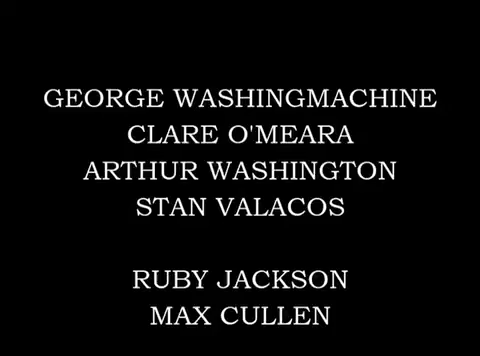 GEORGE WASHINGMACHINE
CLARE O'MEARA
ARTHUR WASHINGTON
STAN VALACOS
RUBY JACKSON
MAX CULLEN